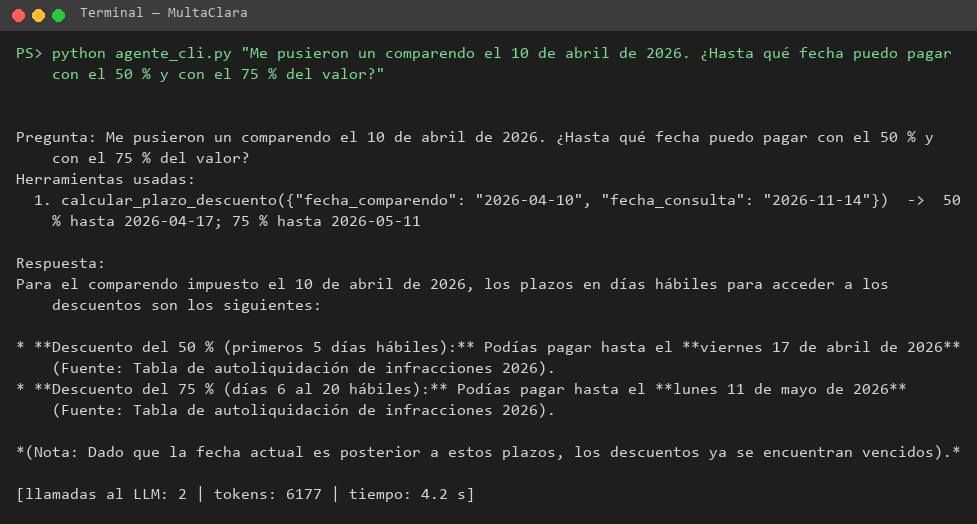 Terminal — MultaClara
PS> python agente_cli.py "Me pusieron un comparendo el 10 de abril de 2026. ¿Hasta qué fecha puedo pagar
con el 50 % y con el 75 % del valor?"
Pregunta: Me pusieron un comparendo el 10 de abril de 2026. ¿Hasta qué fecha puedo pagar con el 50 % y
con el 75 % del valor?
Herramientas usadas:
1. calcular_plazo_descuento({"fecha_comparendo": "2026-04-10", "fecha_consulta": "2026-11-14"})  ->  50
% hasta 2026-04-17; 75 % hasta 2026-05-11
Respuesta:
Para el comparendo impuesto el 10 de abril de 2026, los plazos en días hábiles para acceder a los
descuentos son los siguientes:
* **Descuento del 50 % (primeros 5 días hábiles):** Podías pagar hasta el **viernes 17 de abril de 2026**
(Fuente: Tabla de autoliquidación de infracciones 2026).
* **Descuento del 75 % (días 6 al 20 hábiles):** Podías pagar hasta el **lunes 11 de mayo de 2026**
(Fuente: Tabla de autoliquidación de infracciones 2026).
*(Nota: Dado que la fecha actual es posterior a estos plazos, los descuentos ya se encuentran vencidos).*
[llamadas al LLM: 2 | tokens: 6177 | tiempo: 4.2 s]